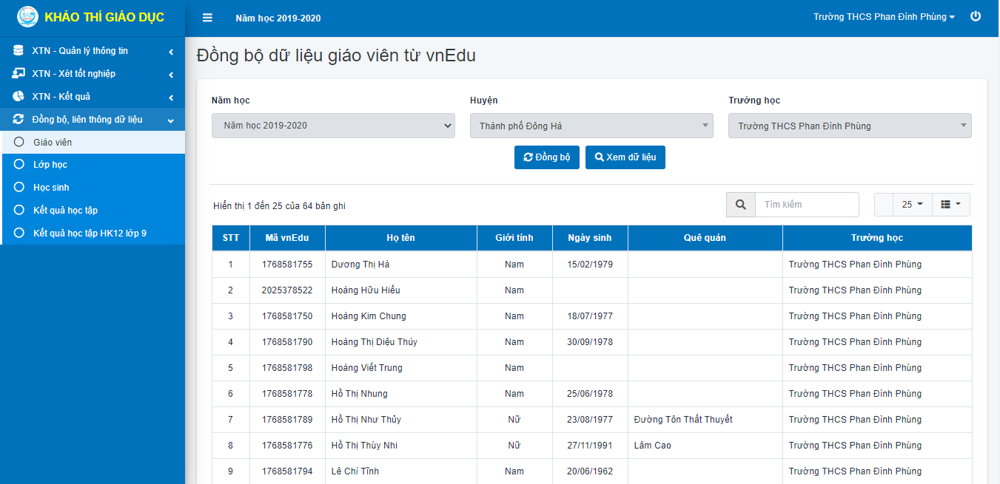 KHẢO THÍ GIÁO DỤC
Năm học 2019-2020
Trường THCS Phan Đình Phùng
XTN - Quản lý thông tin
XTN - Xét tốt nghiệp
XTN - Kết quả
Đồng bộ, liên thông dữ liệu
Giáo viên
Lớp học
Học sinh
Kết quả học tập
Kết quả học tập HK12 lớp 9
Đồng bộ dữ liệu giáo viên từ vnEdu
Năm học Huyện Trường học
Năm học 2019-2020 Thành phố Đông Hà Trường THCS Phan Đình Phùng
Đồng bộ Xem dữ liệu
Hiển thị 1 đến 25 của 64 bản ghi Tìm kiếm 25
STT Mã vnEdu Họ tên Giới tính Ngày sinh Quê quán Trường học
1 1768581755 Dương Thị Hà Nam 15/02/1979 Trường THCS Phan Đình Phùng
2 2025378522 Hoàng Hữu Hiếu Nam Trường THCS Phan Đình Phùng
3 1768581750 Hoàng Kim Chung Nam 18/07/1977 Trường THCS Phan Đình Phùng
4 1768581790 Hoàng Thị Diệu Thúy Nam 30/09/1978 Trường THCS Phan Đình Phùng
5 1768581798 Hoàng Viết Trung Nam Trường THCS Phan Đình Phùng
6 1768581778 Hồ Thị Nhung Nam 25/06/1978 Trường THCS Phan Đình Phùng
7 1768581789 Hồ Thị Như Thủy Nữ 23/08/1977 Đường Tôn Thất Thuyết Trường THCS Phan Đình Phùng
8 1768581776 Hồ Thị Thùy Nhi Nữ 27/11/1991 Lâm Cao Trường THCS Phan Đình Phùng
9 1768581794 Lê Chí Tĩnh Nam 20/06/1962 Trường THCS Phan Đình Phùng